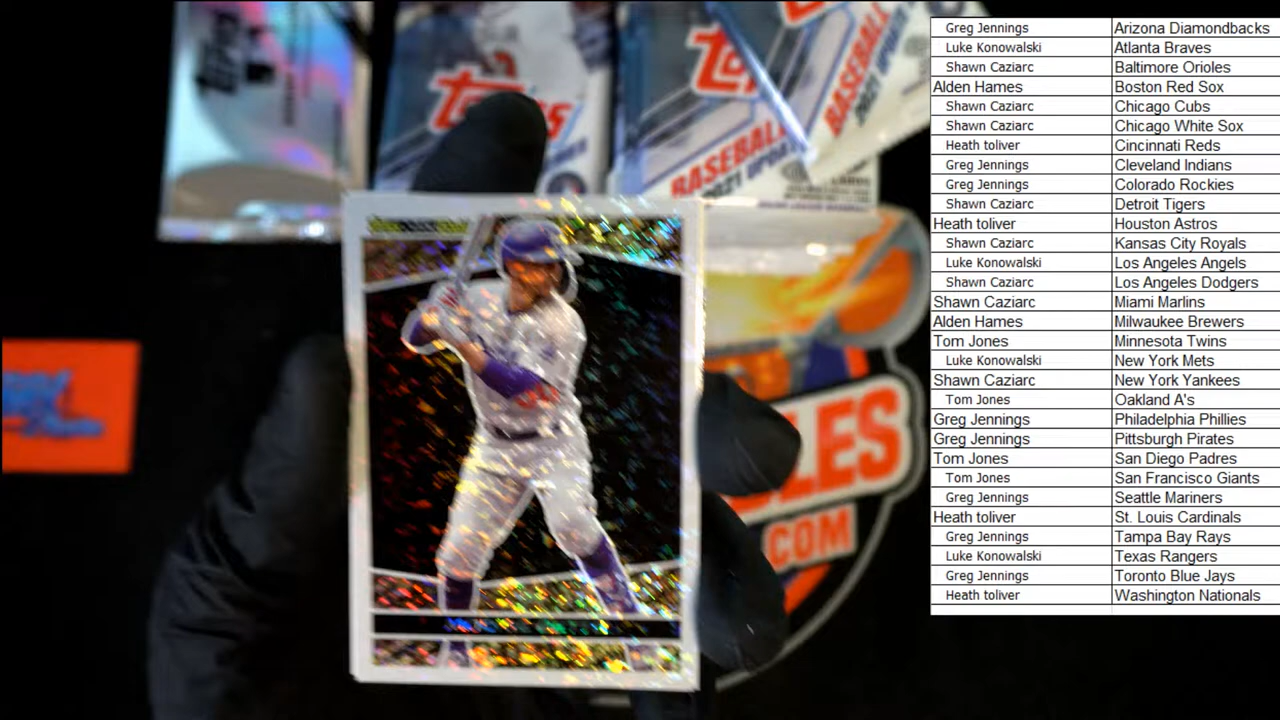 Topps
BASEBALL
2021 UPDATE
BASEBALL
.COM
Greg Jennings Arizona Diamondbacks
Luke Konowalski Atlanta Braves
Shawn Caziarc Baltimore Orioles
Alden Hames Boston Red Sox
Shawn Caziarc Chicago Cubs
Shawn Caziarc Chicago White Sox
Heath toliver Cincinnati Reds
Greg Jennings Cleveland Indians
Greg Jennings Colorado Rockies
Shawn Caziarc Detroit Tigers
Heath toliver Houston Astros
Shawn Caziarc Kansas City Royals
Luke Konowalski Los Angeles Angels
Shawn Caziarc Los Angeles Dodgers
Shawn Caziarc Miami Marlins
Alden Hames Milwaukee Brewers
Tom Jones Minnesota Twins
Luke Konowalski New York Mets
Shawn Caziarc New York Yankees
Tom Jones Oakland A's
Greg Jennings Philadelphia Phillies
Greg Jennings Pittsburgh Pirates
Tom Jones San Diego Padres
Tom Jones San Francisco Giants
Greg Jennings Seattle Mariners
Heath toliver St. Louis Cardinals
Greg Jennings Tampa Bay Rays
Luke Konowalski Texas Rangers
Greg Jennings Toronto Blue Jays
Heath toliver Washington Nationals